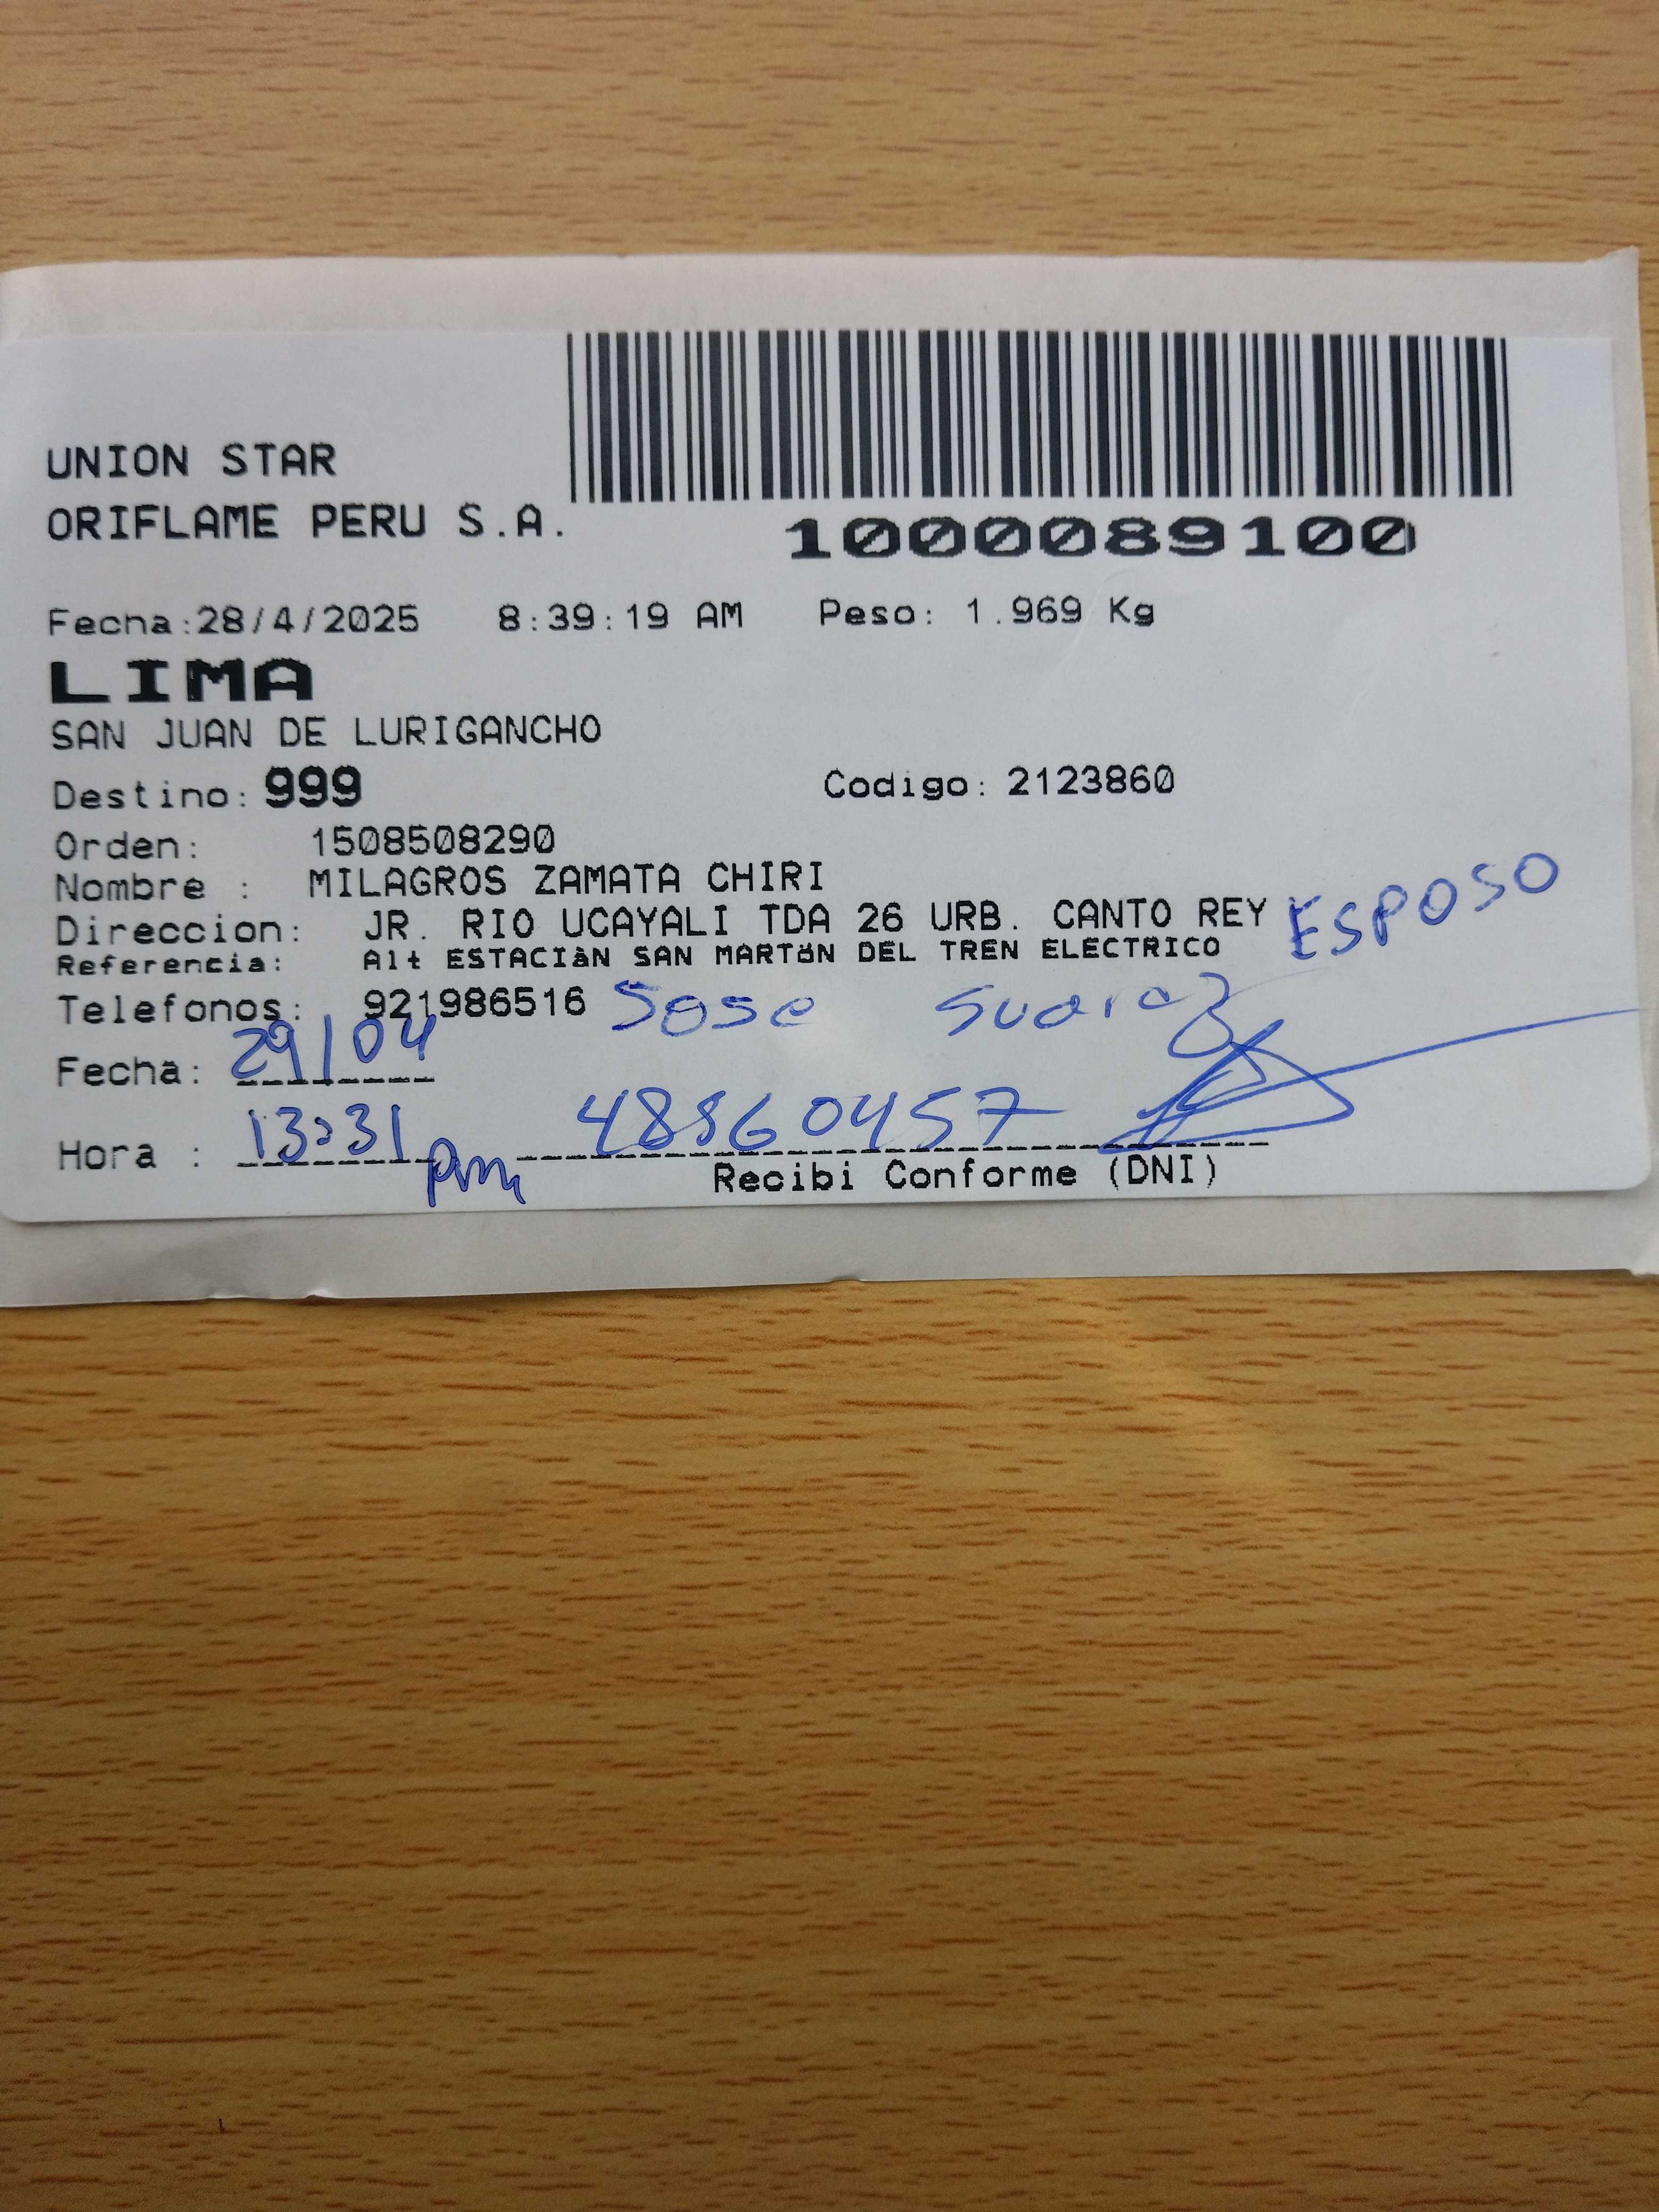 UNION STAR
ORIFLAME PERU S.A.
1000089100
Fecha:28/4/2025 8:39:19 AM Peso: 1.969 Kg
LIMA
SAN JUAN DE LURIGANCHO
Destino: 999 Codigo: 2123860
Orden: 1508508290
Nombre : MILAGROS ZAMATA CHIRI
Direccion: JR. RIO UCAYALI TDA 26 URB. CANTO REY ESPOSO
Referencia: Alt ESTACIàN SAN MARTÖN DEL TREN ELECTRICO
Telefonos: 921986516 Jose Suarez
Fecha: 29/04
Hora : 13:31 pm 48860457
Recibi Conforme (DNI)